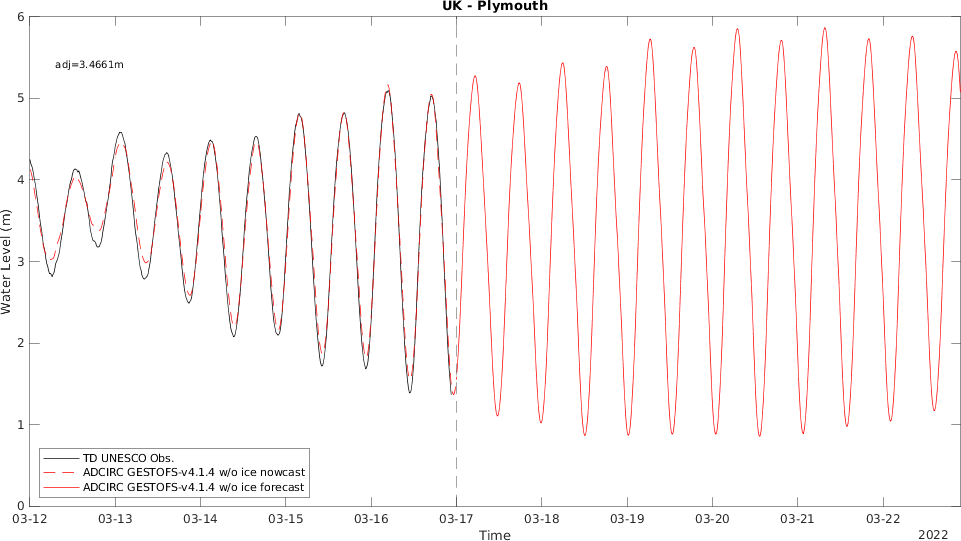 UK - Plymouth
adj=3.4661m
Water Level (m)
6
5
4
3
2
1
0
TD UNESCO Obs.
ADCIRC GESTOFS-v4.1.4 w/o ice nowcast
ADCIRC GESTOFS-v4.1.4 w/o ice forecast
03-12 03-13 03-14 03-15 03-16 03-17 03-18 03-19 03-20 03-21 03-22
Time
2022